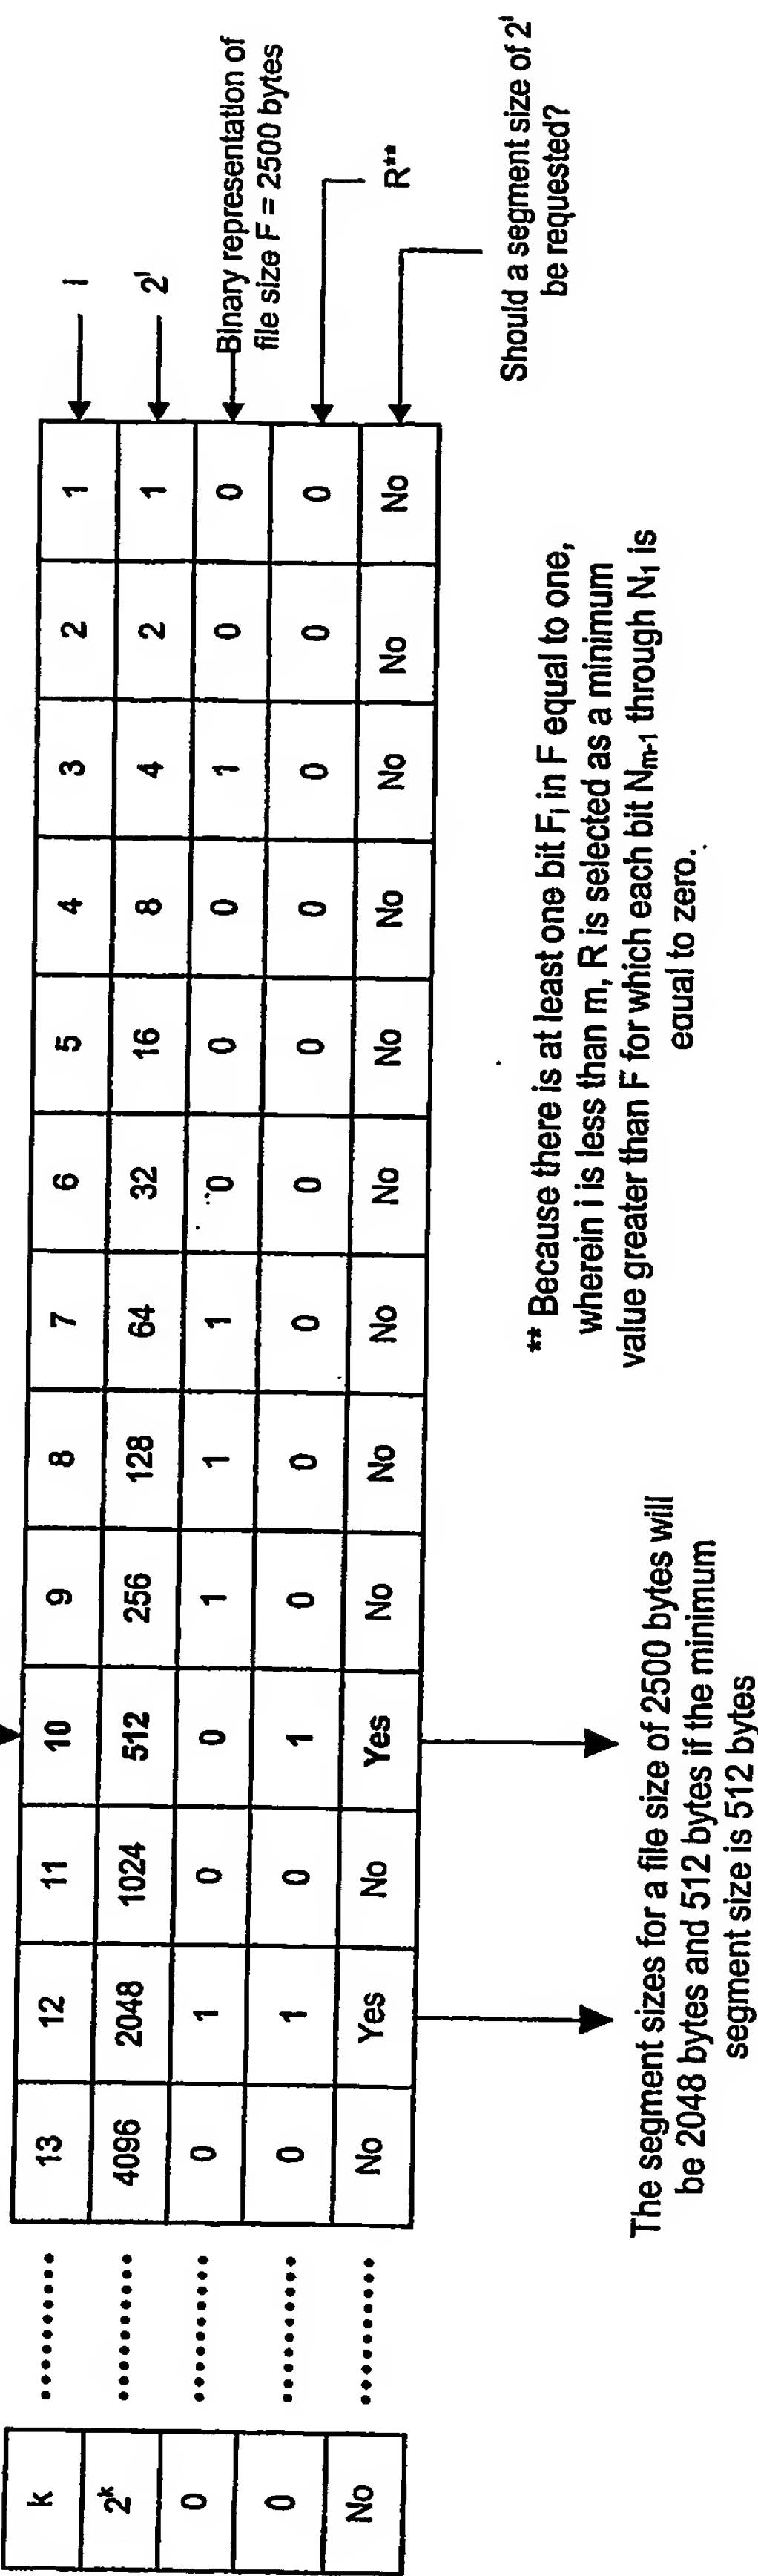 k .......... 13 12 11 10 9 8 7 6 5 4 3 2 1 i
2k .......... 4096 2048 1024 512 256 128 64 32 16 8 4 2 1 2i
0 .......... 0 1 0 0 1 1 1 0 0 0 1 0 0 Binary representation of
file size F = 2500 bytes
0 .......... 0 1 0 1 0 0 0 0 0 0 0 0 0 R**
No .......... No Yes No Yes No No No No No No No No No Should a segment size of 2i
be requested?
The segment sizes for a file size of 2500 bytes will
be 2048 bytes and 512 bytes if the minimum
segment size is 512 bytes
** Because there is at least one bit Fi in F equal to one,
wherein i is less than m, R is selected as a minimum
value greater than F for which each bit Nm-1 through N1 is
equal to zero.